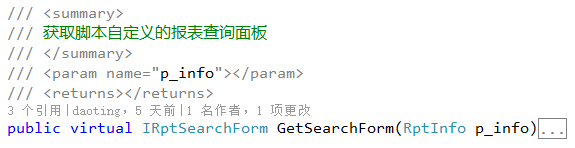 /// <summary>
/// 获取脚本自定义的报表查询面板
/// </summary>
/// <param name="p_info"></param>
/// <returns></returns>
3 个引用|daoting，5 天前|1 名作者，1 项更改
public virtual IRptSearchForm GetSearchForm(RptInfo p_info)...